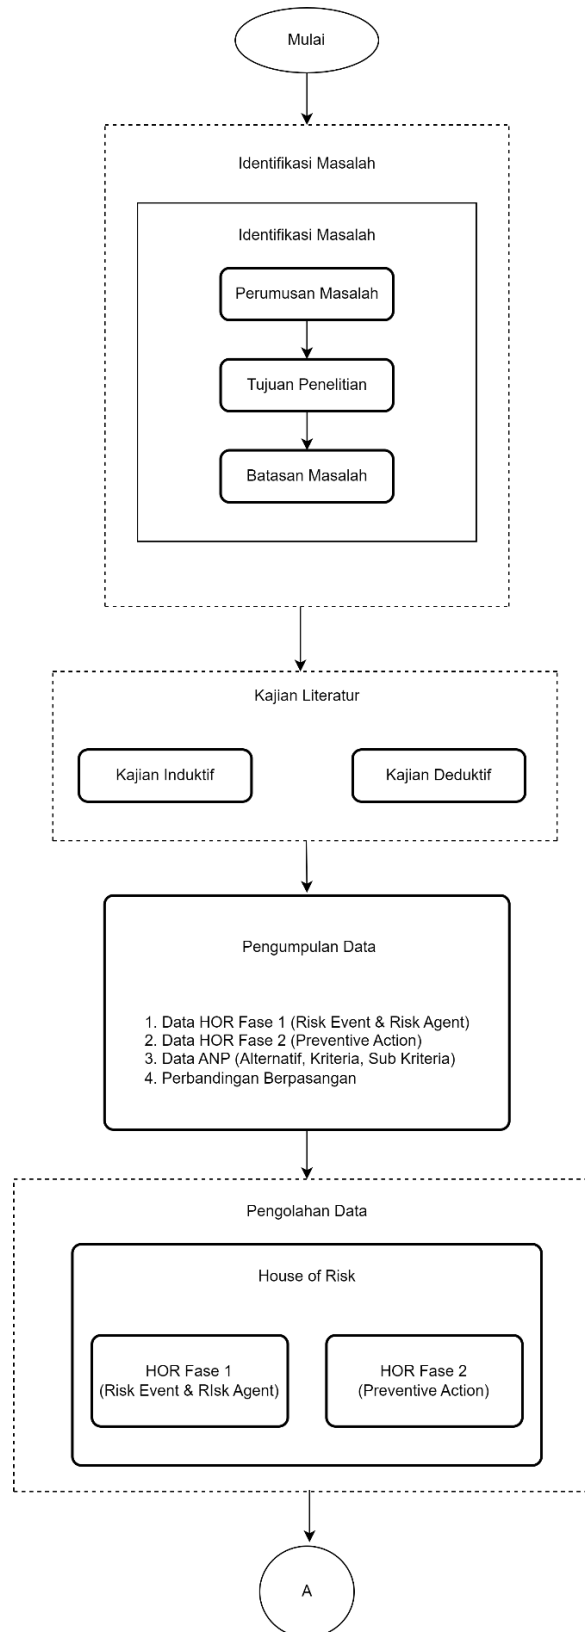 Mulai
Identifikasi Masalah
Identifikasi Masalah
Perumusan Masalah
Tujuan Penelitian
Batasan Masalah
Kajian Literatur
Kajian Induktif
Kajian Deduktif
Pengumpulan Data
1. Data HOR Fase 1 (Risk Event & Risk Agent)
2. Data HOR Fase 2 (Preventive Action)
3. Data ANP (Alternatif, Kriteria, Sub Kriteria)
4. Perbandingan Berpasangan
Pengolahan Data
House of Risk
HOR Fase 1
(Risk Event & RIsk Agent)
HOR Fase 2
(Preventive Action)
A